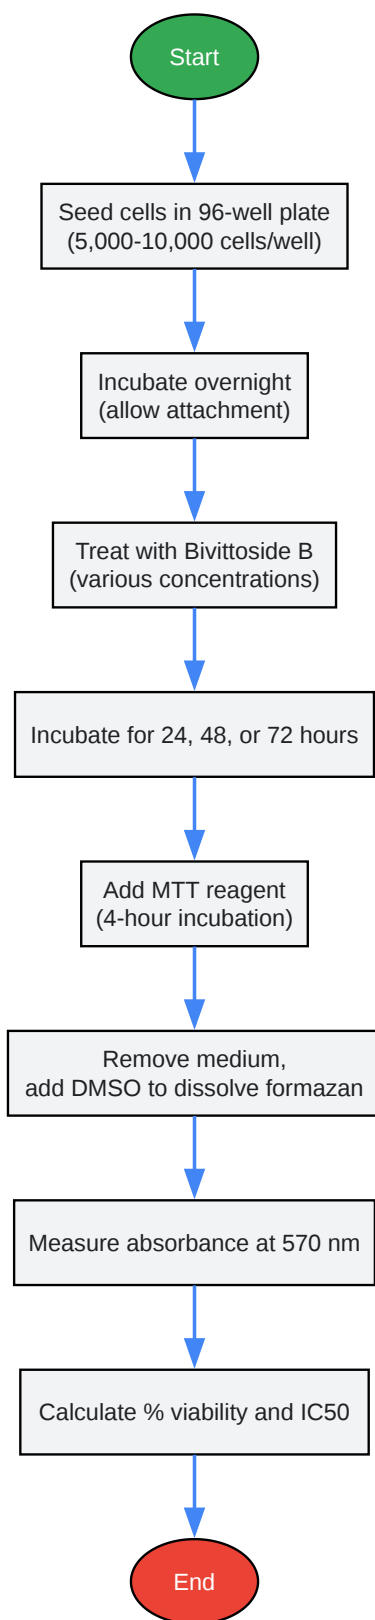 Start
Seed cells in 96-well plate
(5,000-10,000 cells/well)
Incubate overnight
(allow attachment)
Treat with Bivittoside B
(various concentrations)
Incubate for 24, 48, or 72 hours
Add MTT reagent
(4-hour incubation)
Remove medium,
add DMSO to dissolve formazan
Measure absorbance at 570 nm
Calculate % viability and IC50
End